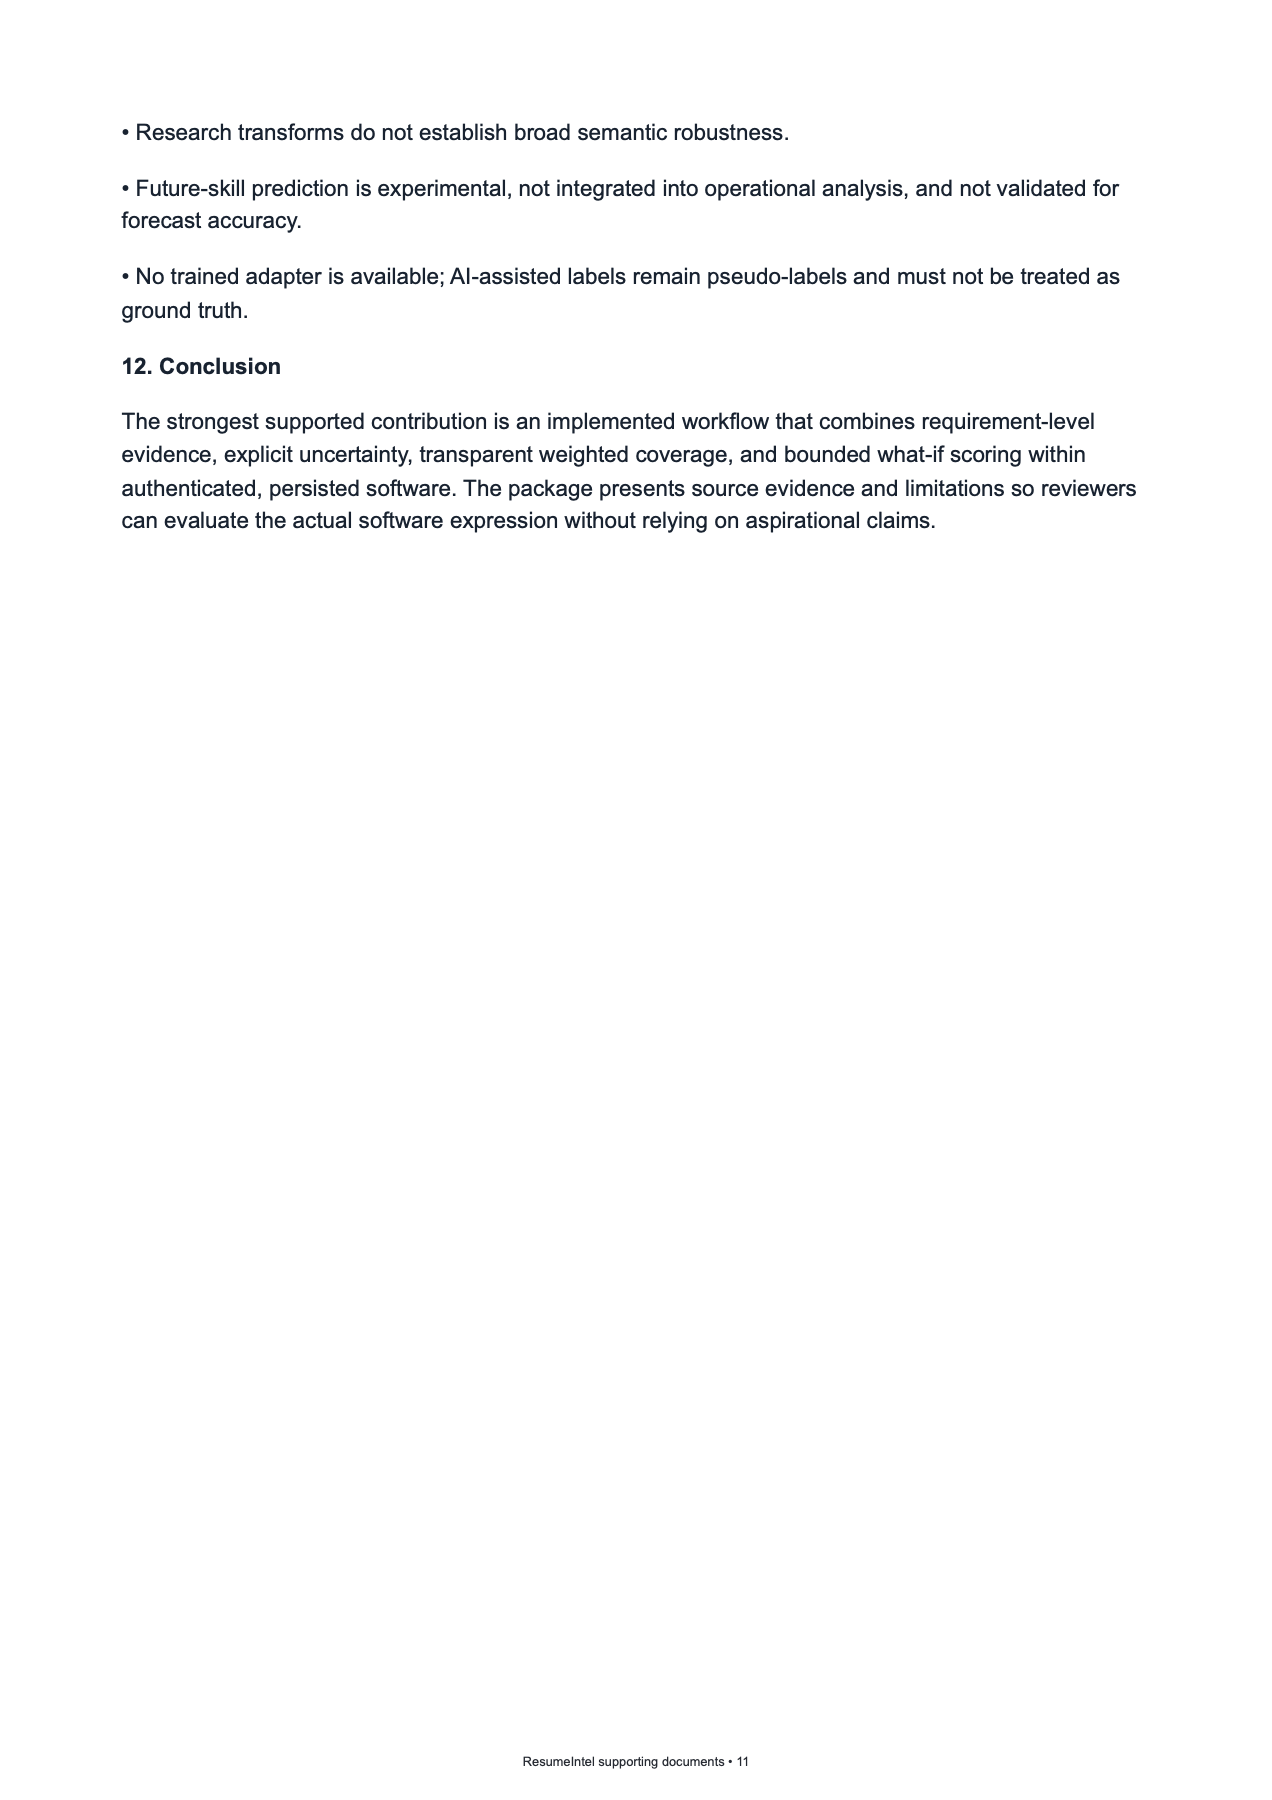 • Research transforms do not establish broad semantic robustness.
• Future-skill prediction is experimental, not integrated into operational analysis, and not validated for
forecast accuracy.
• No trained adapter is available; AI-assisted labels remain pseudo-labels and must not be treated as
ground truth.
12. Conclusion
The strongest supported contribution is an implemented workflow that combines requirement-level
evidence, explicit uncertainty, transparent weighted coverage, and bounded what-if scoring within
authenticated, persisted software. The package presents source evidence and limitations so reviewers
can evaluate the actual software expression without relying on aspirational claims.
ResumeIntel supporting documents • 11